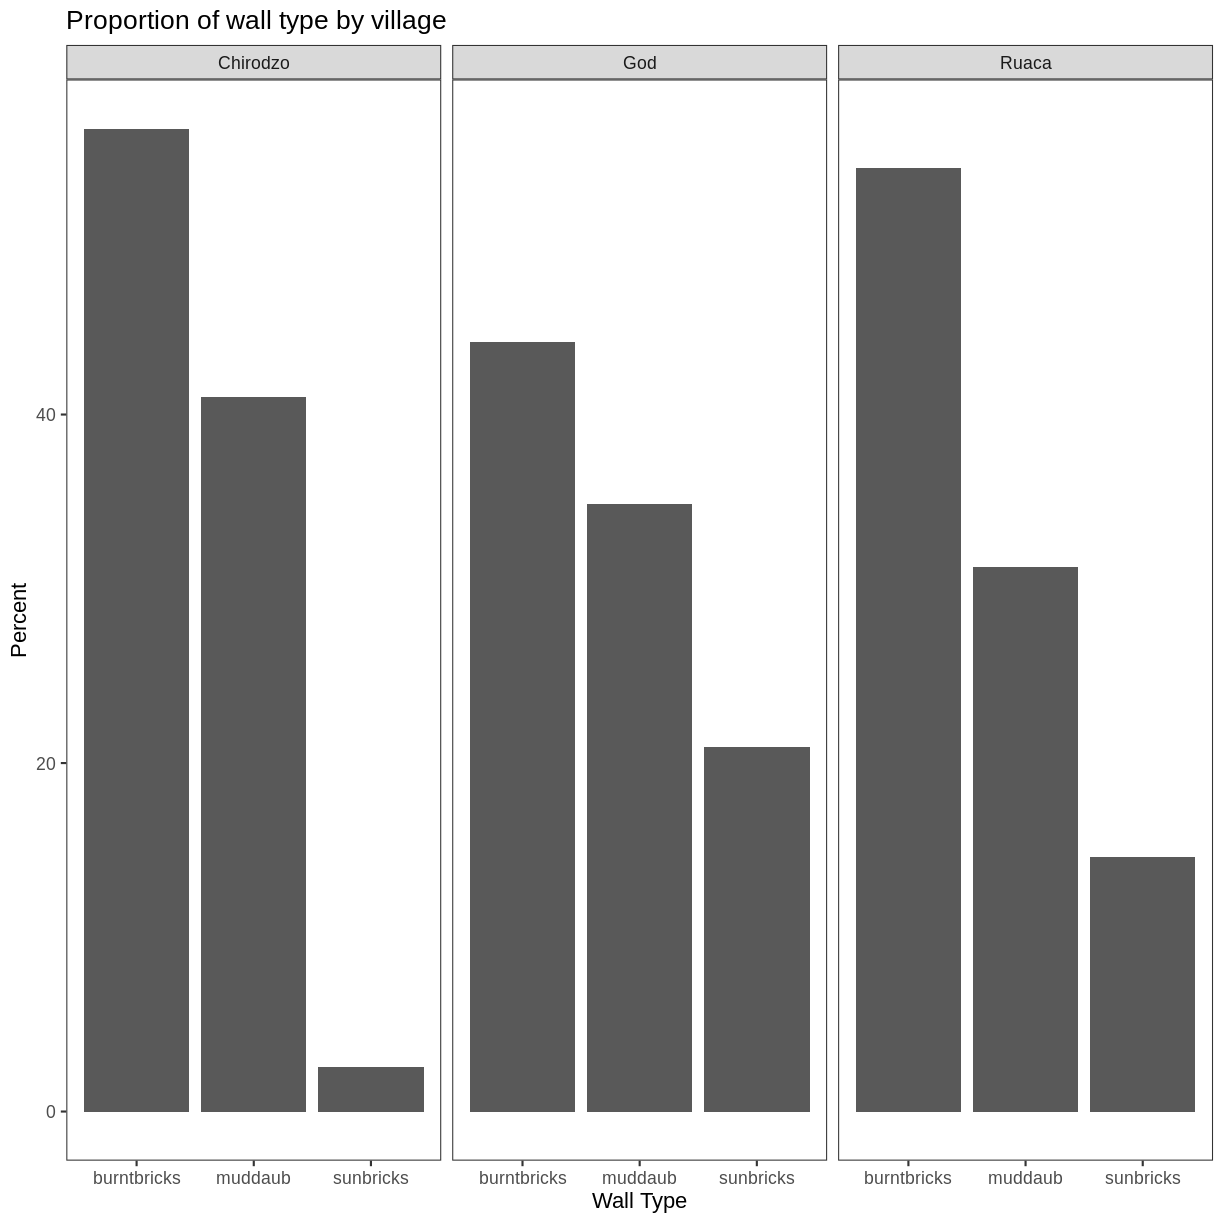 Proportion of wall type by village
Chirodzo God Ruaca
Percent
40
20
0
burntbricks muddaub sunbricks burntbricks muddaub sunbricks burntbricks muddaub sunbricks
Wall Type